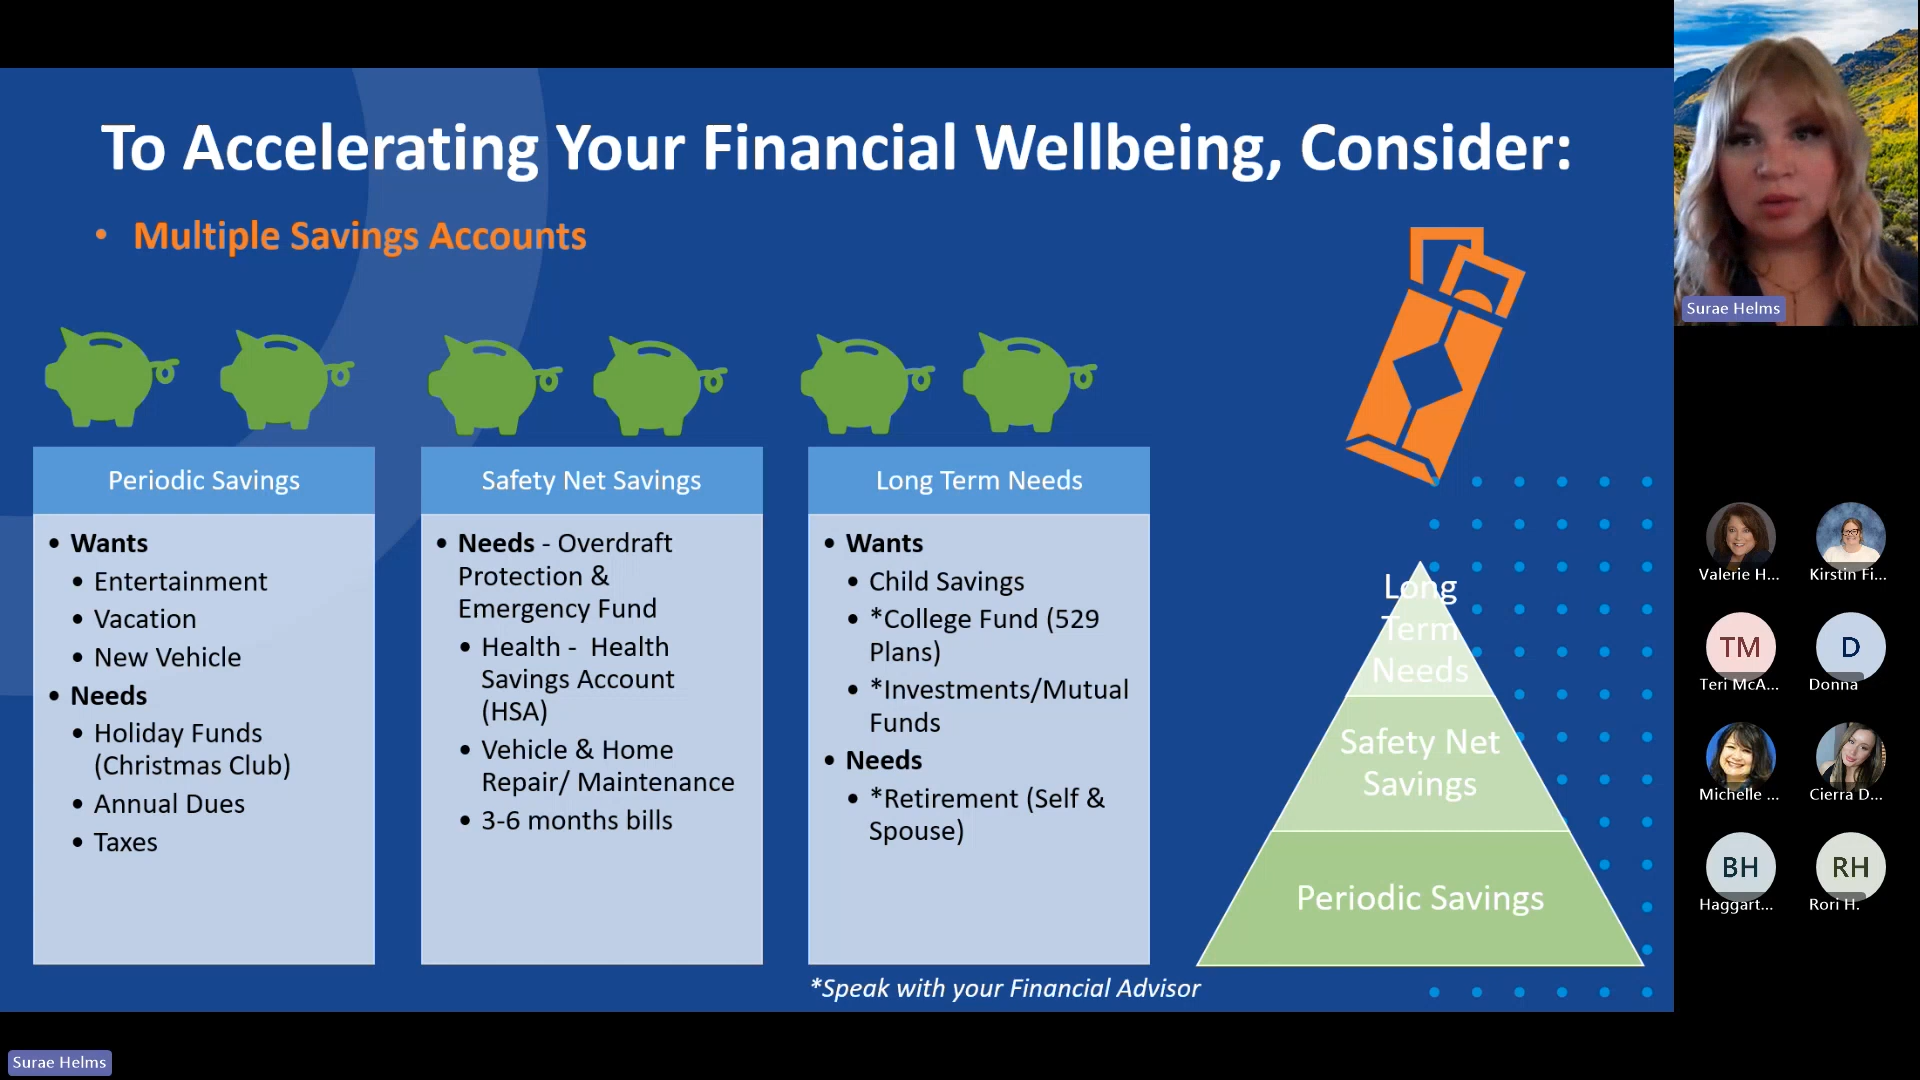 To Accelerating Your Financial Wellbeing, Consider:
• Multiple Savings Accounts
Periodic Savings
• Wants
• Entertainment
• Vacation
• New Vehicle
• Needs
• Holiday Funds
(Christmas Club)
• Annual Dues
• Taxes
Safety Net Savings
• Needs - Overdraft
Protection &
Emergency Fund
• Health - Health
Savings Account
(HSA)
• Vehicle & Home
Repair/ Maintenance
• 3-6 months bills
Long Term Needs
• Wants
• Child Savings
• *College Fund (529
Plans)
• *Investments/Mutual
Funds
• Needs
• *Retirement (Self &
Spouse)
*Speak with your Financial Advisor
Long
Term
Needs
Safety Net
Savings
Periodic Savings
Surae Helms
Valerie H...
Kirstin Fi...
TM
Teri McA...
D
Donna
Michelle ...
Cierra D...
BH
Haggart...
RH
Rori H.
Surae Helms